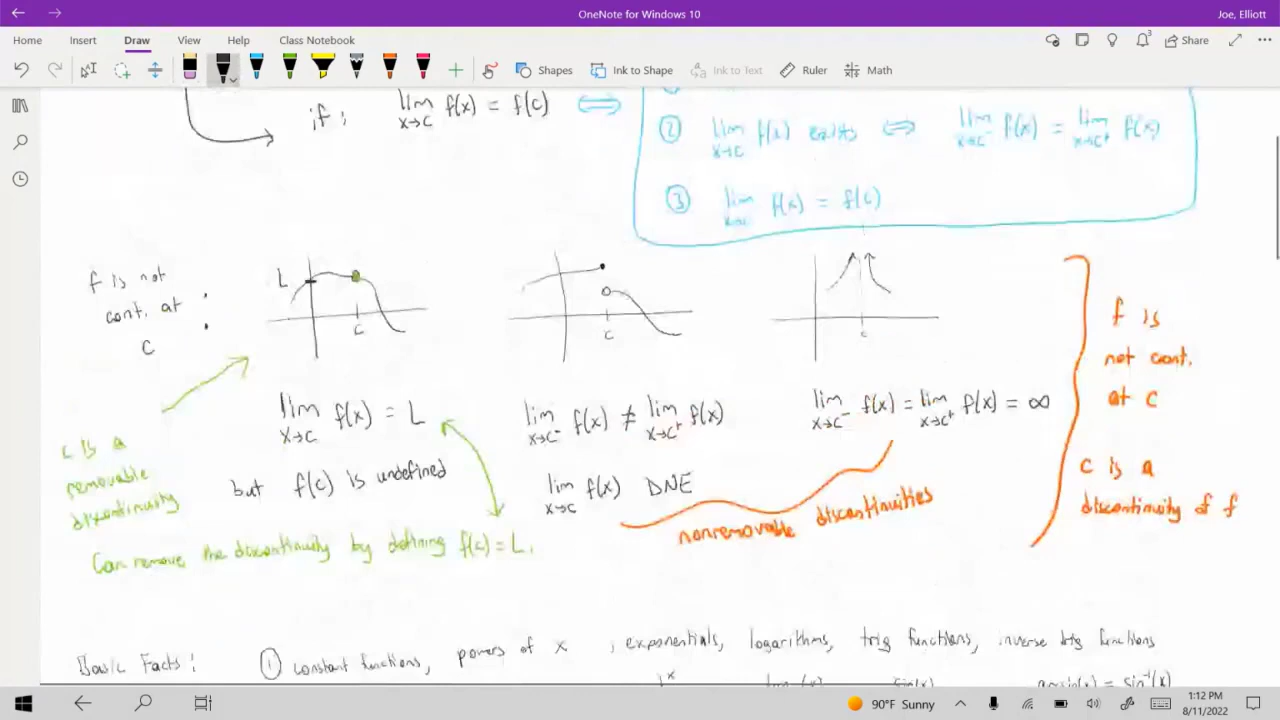 OneNote for Windows 10
Joe, Elliott
Home Insert Draw View Help Class Notebook
Share
Shapes Ink to Shape Ink to Text Ruler Math
if: lim x→c f(x) = f(c) ⇔
② lim x→c f(x) exists ⇔ lim x→c⁻ f(x) = lim x→c⁺ f(x)
③ lim f(x) = f(c)
f is not
cont. at :
c
L
c
c
c
lim x→c f(x) = L
but f(c) is undefined
lim x→c⁻ f(x) ≠ lim x→c⁺ f(x)
lim x→c f(x) DNE
lim x→c⁻ f(x) = lim x→c⁺ f(x) = ∞
nonremovable discontinuities
c is a
removable
discontinuity
Can remove the discontinuity by defining f(c) = L.
f is
not cont.
at c
c is a
discontinuity of f
Basic Facts: ① constant functions, powers of x, exponentials, logarithms, trig functions, inverse trig functions
sin(x) arcsin(x) = sin⁻¹(x)
90°F Sunny
1:12 PM
8/11/2022